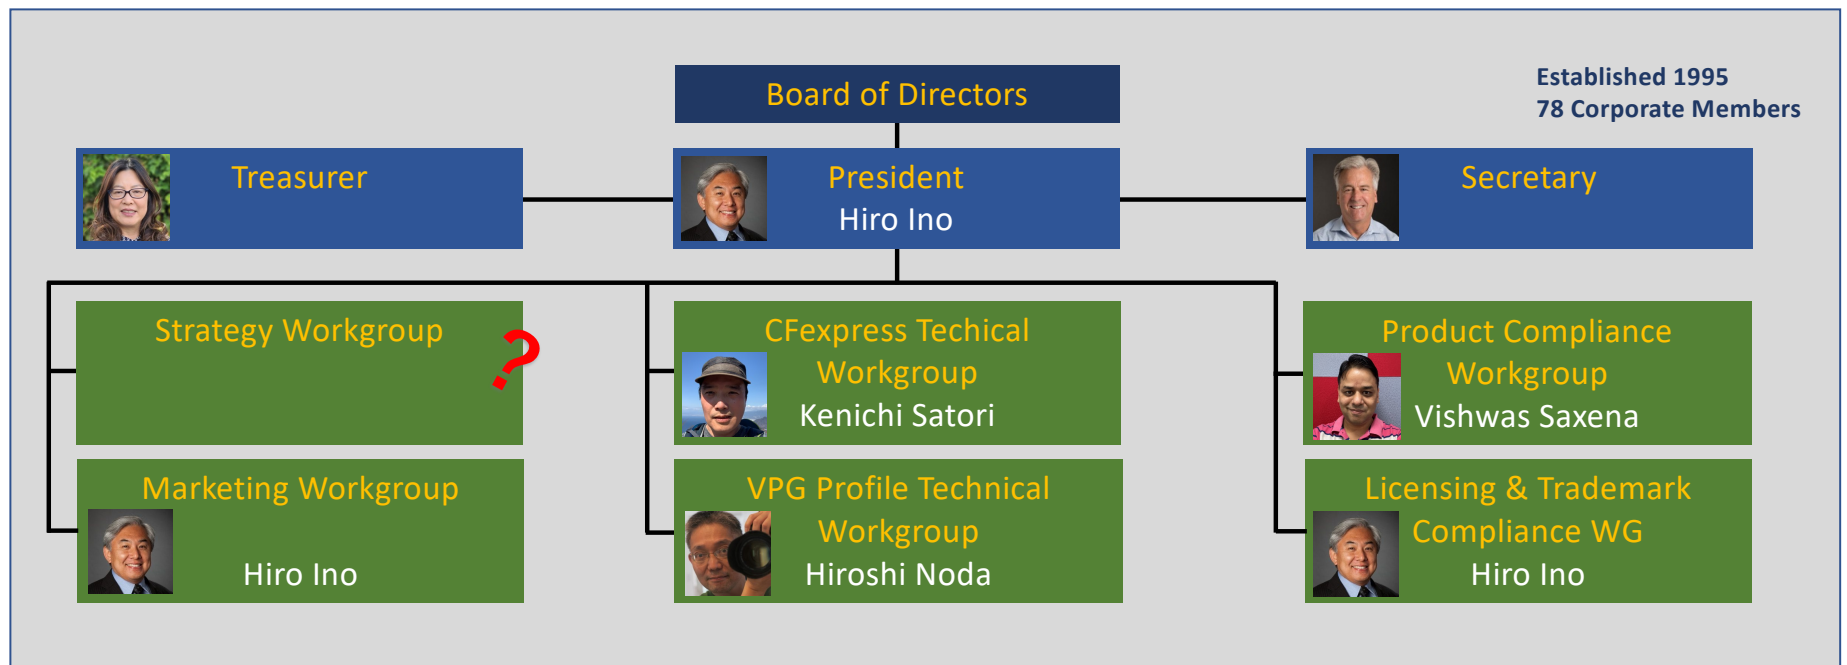 Established 1995
78 Corporate Members
Board of Directors
Treasurer
President
Hiro Ino
Secretary
Strategy Workgroup
?
CFexpress Techical
Workgroup
Kenichi Satori
Product Compliance
Workgroup
Vishwas Saxena
Marketing Workgroup
Hiro Ino
VPG Profile Technical
Workgroup
Hiroshi Noda
Licensing & Trademark
Compliance WG
Hiro Ino